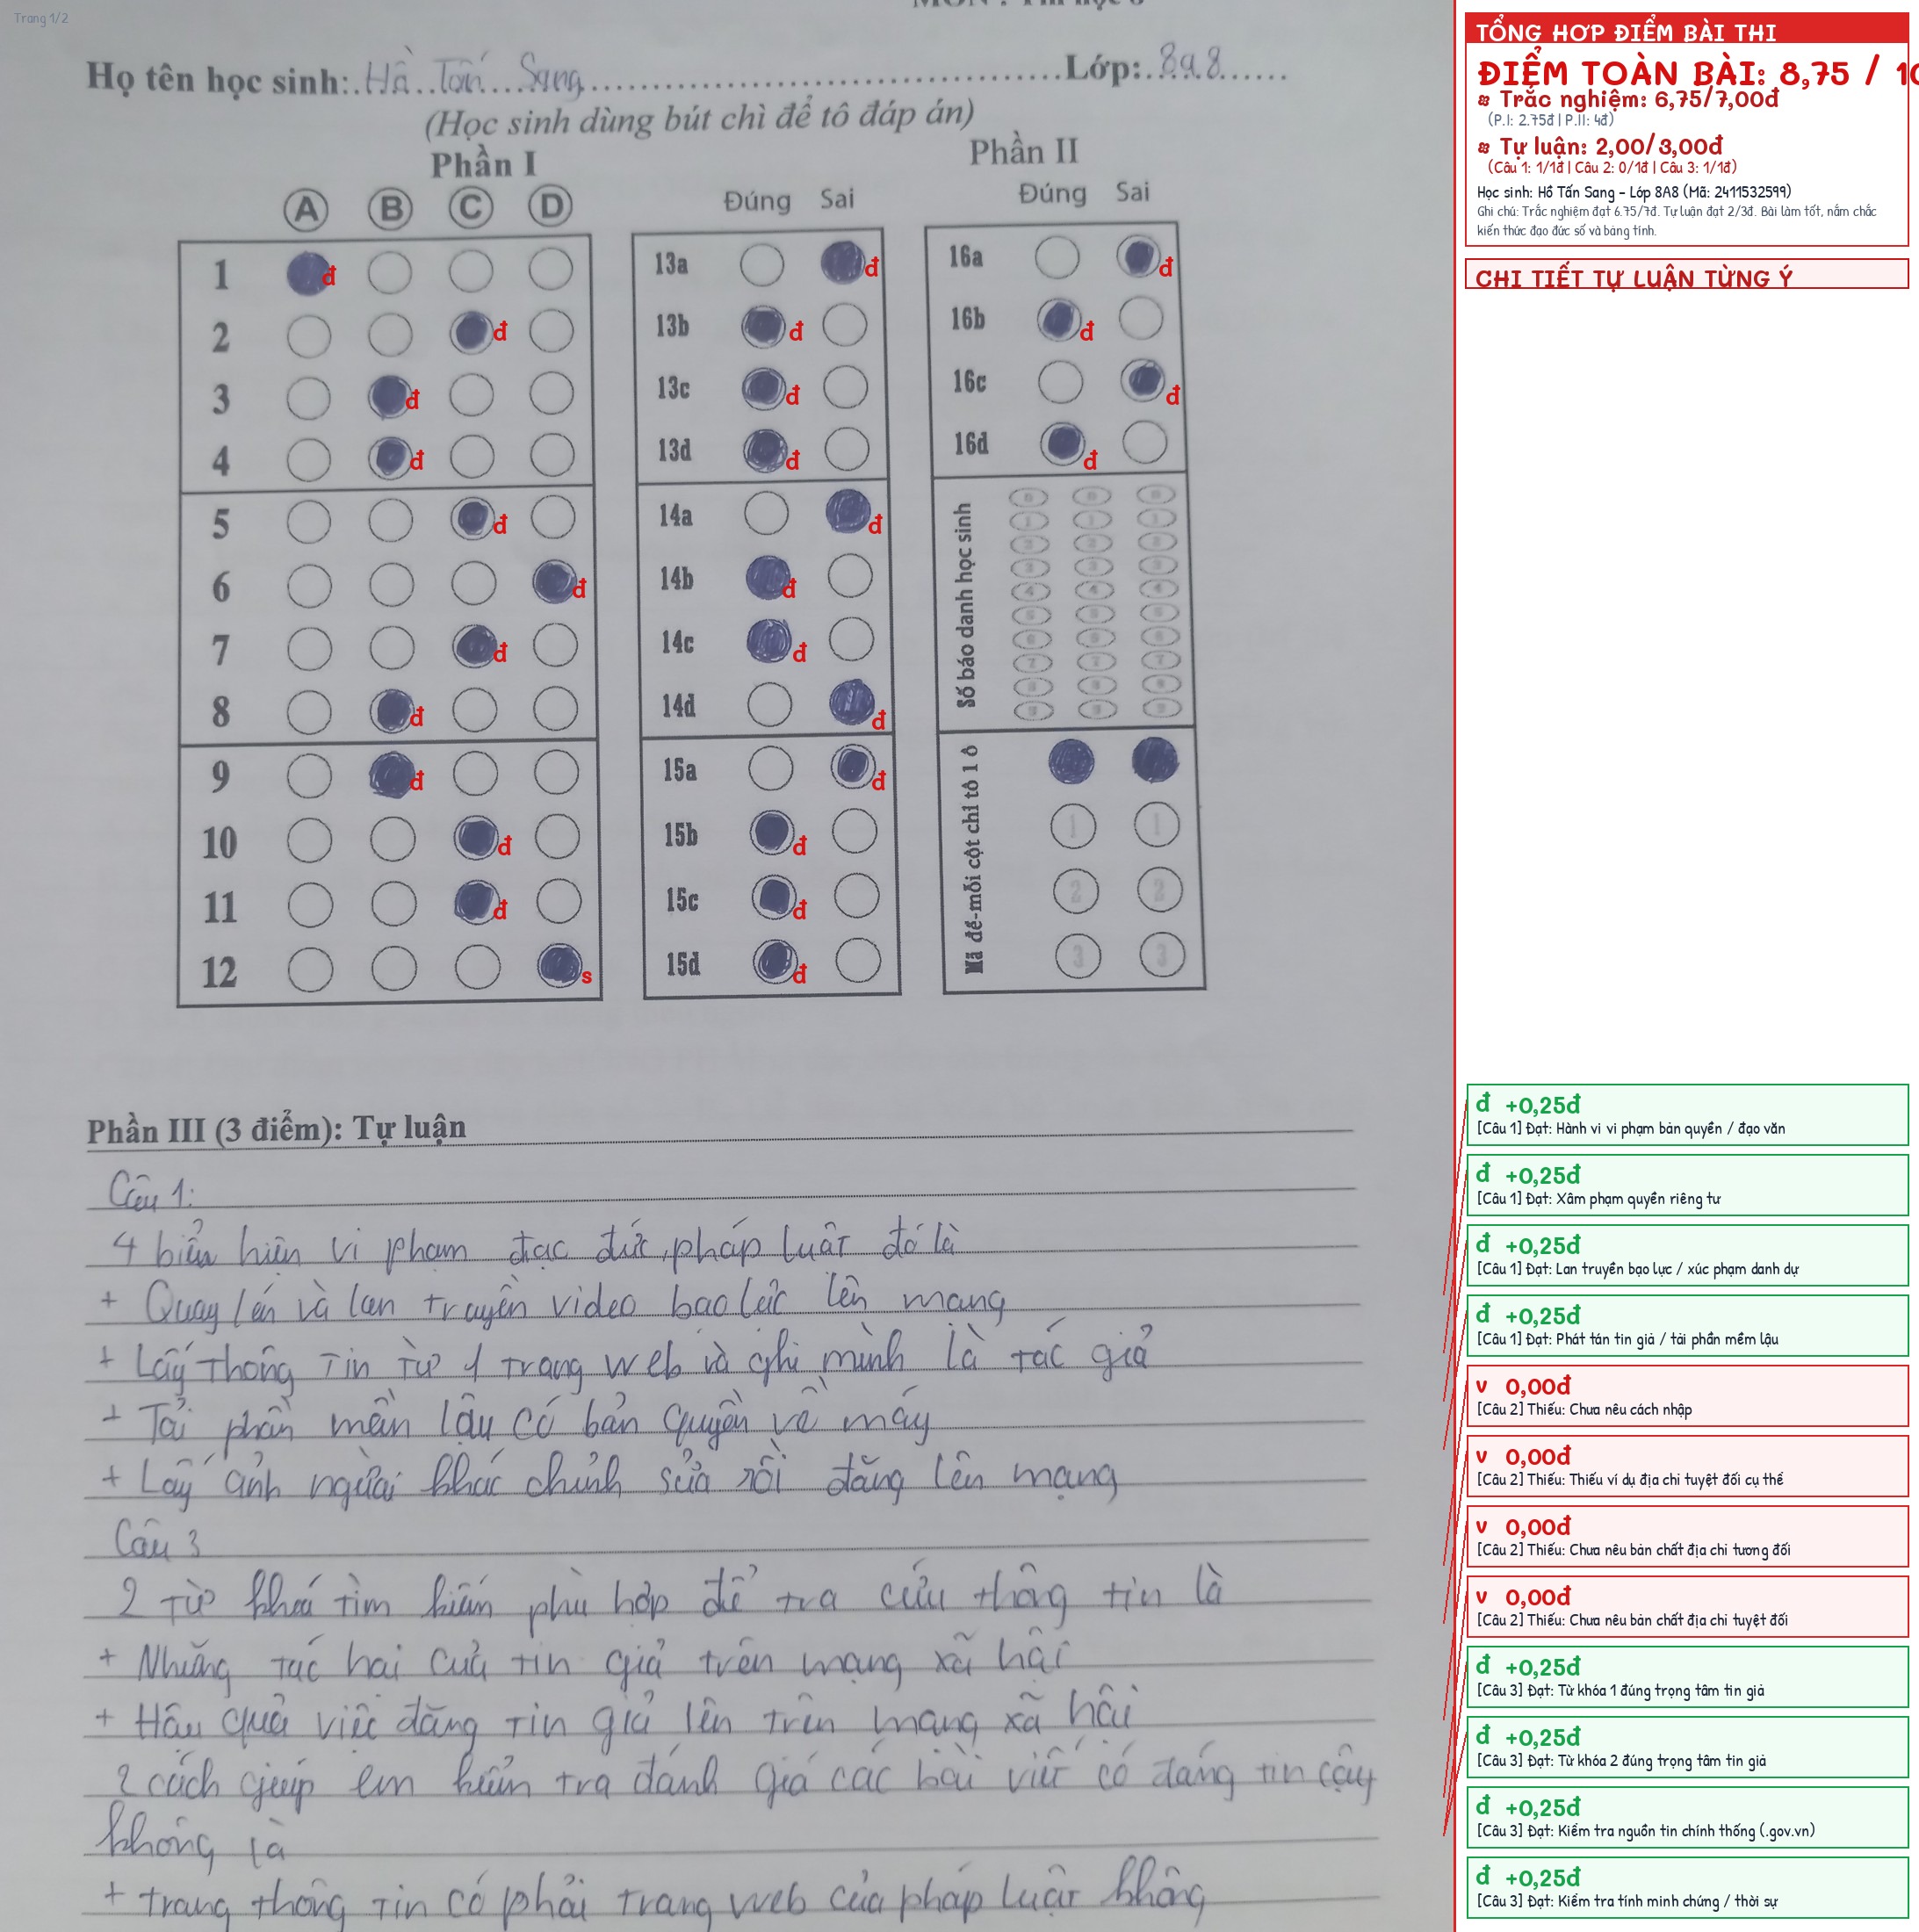 Trang 1/2
MÔN : Tin học 8
Họ tên học sinh: Hồ Tấn Sang Lớp: 8a8
(Học sinh dùng bút chì để tô đáp án)
Phần I
A B C D
1 đ
2 đ
3 đ
4 đ
5 đ
6 đ
7 đ
8 đ
9 đ
10 đ
11 đ
12 s
Đúng Sai
13a đ
13b đ
13c đ
13d đ
14a đ
14b đ
14c đ
14d đ
15a đ
15b đ
15c đ
15d đ
Phần II
Đúng Sai
16a đ
16b đ
16c đ
16d đ
Số báo danh học sinh
Mã đề-mỗi cột chỉ tô 1 ô
1 1
2 2
3 3
Phần III (3 điểm): Tự luận
Câu 1:
4 biểu hiện vi phạm đạc đức, pháp luật đó là
+ Quay lén và lan truyền video bạo lực lên mạng
+ Lấy thông tin từ 1 trang web và ghi mình là tác giả
+ Tải phần mền lậu có bản quyền về máy
+ Lấy ảnh người khác chỉnh sửa rồi đăng lên mạng
Câu 3
2 từ khoá tìm kiếm phù hợp để tra cứu thông tin là
+ Những tác hai của tin giả trên mạng xã hội
+ Hậu quả việc đăng tin giả lên trên mạng xã hội
2 cách giúp em kiểm tra đánh giá các bài viết có đáng tin cậy
không là
+ trang thông tin có phải trang web của pháp luật không
TỔNG HỢP ĐIỂM BÀI THI
ĐIỂM TOÀN BÀI: 8,75 / 10
Trắc nghiệm: 6,75/7,00đ
(P.I: 2.75đ | P.II: 4đ)
Tự luận: 2,00/3,00đ
(Câu 1: 1/1đ | Câu 2: 0/1đ | Câu 3: 1/1đ)
Học sinh: Hồ Tấn Sang - Lớp 8A8 (Mã: 2411532599)
Ghi chú: Trắc nghiệm đạt 6.75/7đ. Tự luận đạt 2/3đ. Bài làm tốt, nắm chắc
kiến thức đạo đức số và bảng tính.
CHI TIẾT TỰ LUẬN TỪNG Ý
đ +0,25đ
[Câu 1] Đạt: Hành vi vi phạm bản quyền / đạo văn
đ +0,25đ
[Câu 1] Đạt: Xâm phạm quyền riêng tư
đ +0,25đ
[Câu 1] Đạt: Lan truyền bạo lực / xúc phạm danh dự
đ +0,25đ
[Câu 1] Đạt: Phát tán tin giả / tải phần mềm lậu
v 0,00đ
[Câu 2] Thiếu: Chưa nêu cách nhập
v 0,00đ
[Câu 2] Thiếu: Thiếu ví dụ địa chỉ tuyệt đối cụ thể
v 0,00đ
[Câu 2] Thiếu: Chưa nêu bản chất địa chỉ tương đối
v 0,00đ
[Câu 2] Thiếu: Chưa nêu bản chất địa chỉ tuyệt đối
đ +0,25đ
[Câu 3] Đạt: Từ khóa 1 đúng trọng tâm tin giả
đ +0,25đ
[Câu 3] Đạt: Từ khóa 2 đúng trọng tâm tin giả
đ +0,25đ
[Câu 3] Đạt: Kiểm tra nguồn tin chính thống (.gov.vn)
đ +0,25đ
[Câu 3] Đạt: Kiểm tra tính minh chứng / thời sự